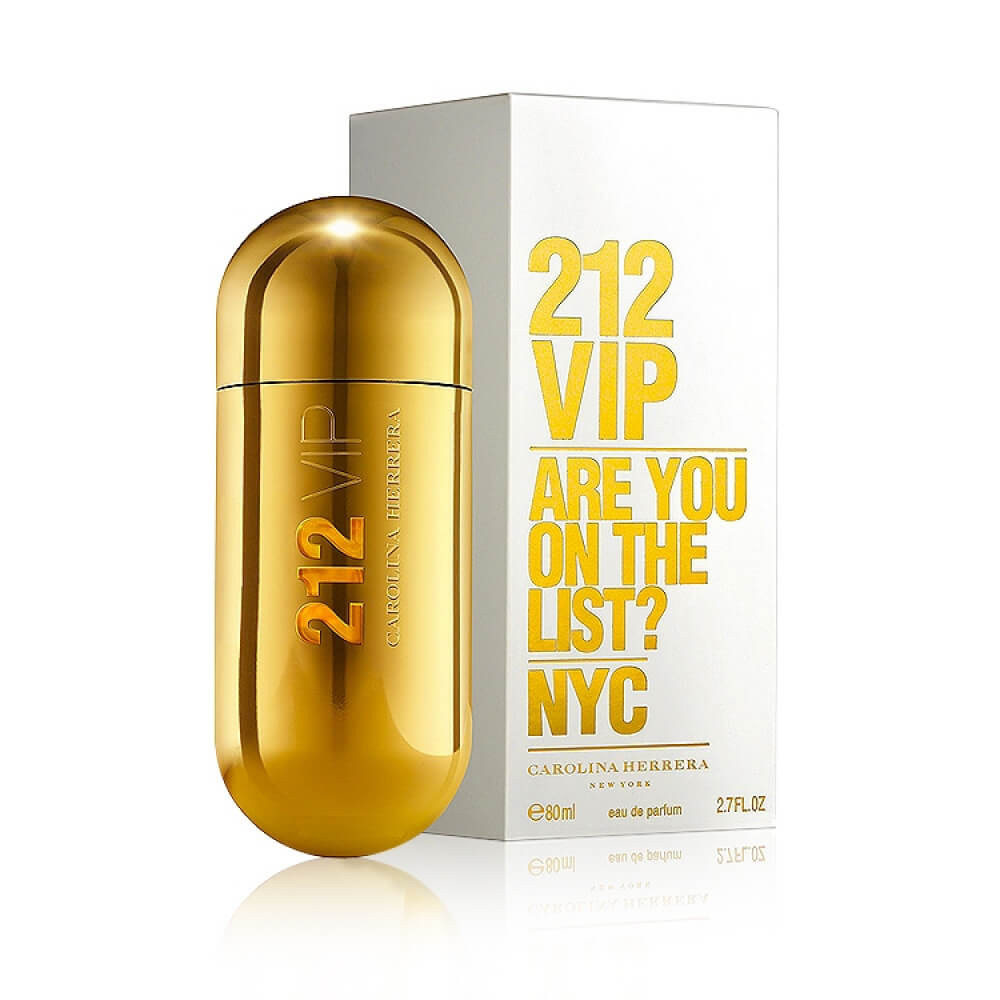 212 VIP
CAROLINA HERRERA
212
VIP
ARE YOU
ON THE
LIST?
NYC
CAROLINA HERRERA
NEW YORK
℮80ml eau de parfum 2.7FL.OZ